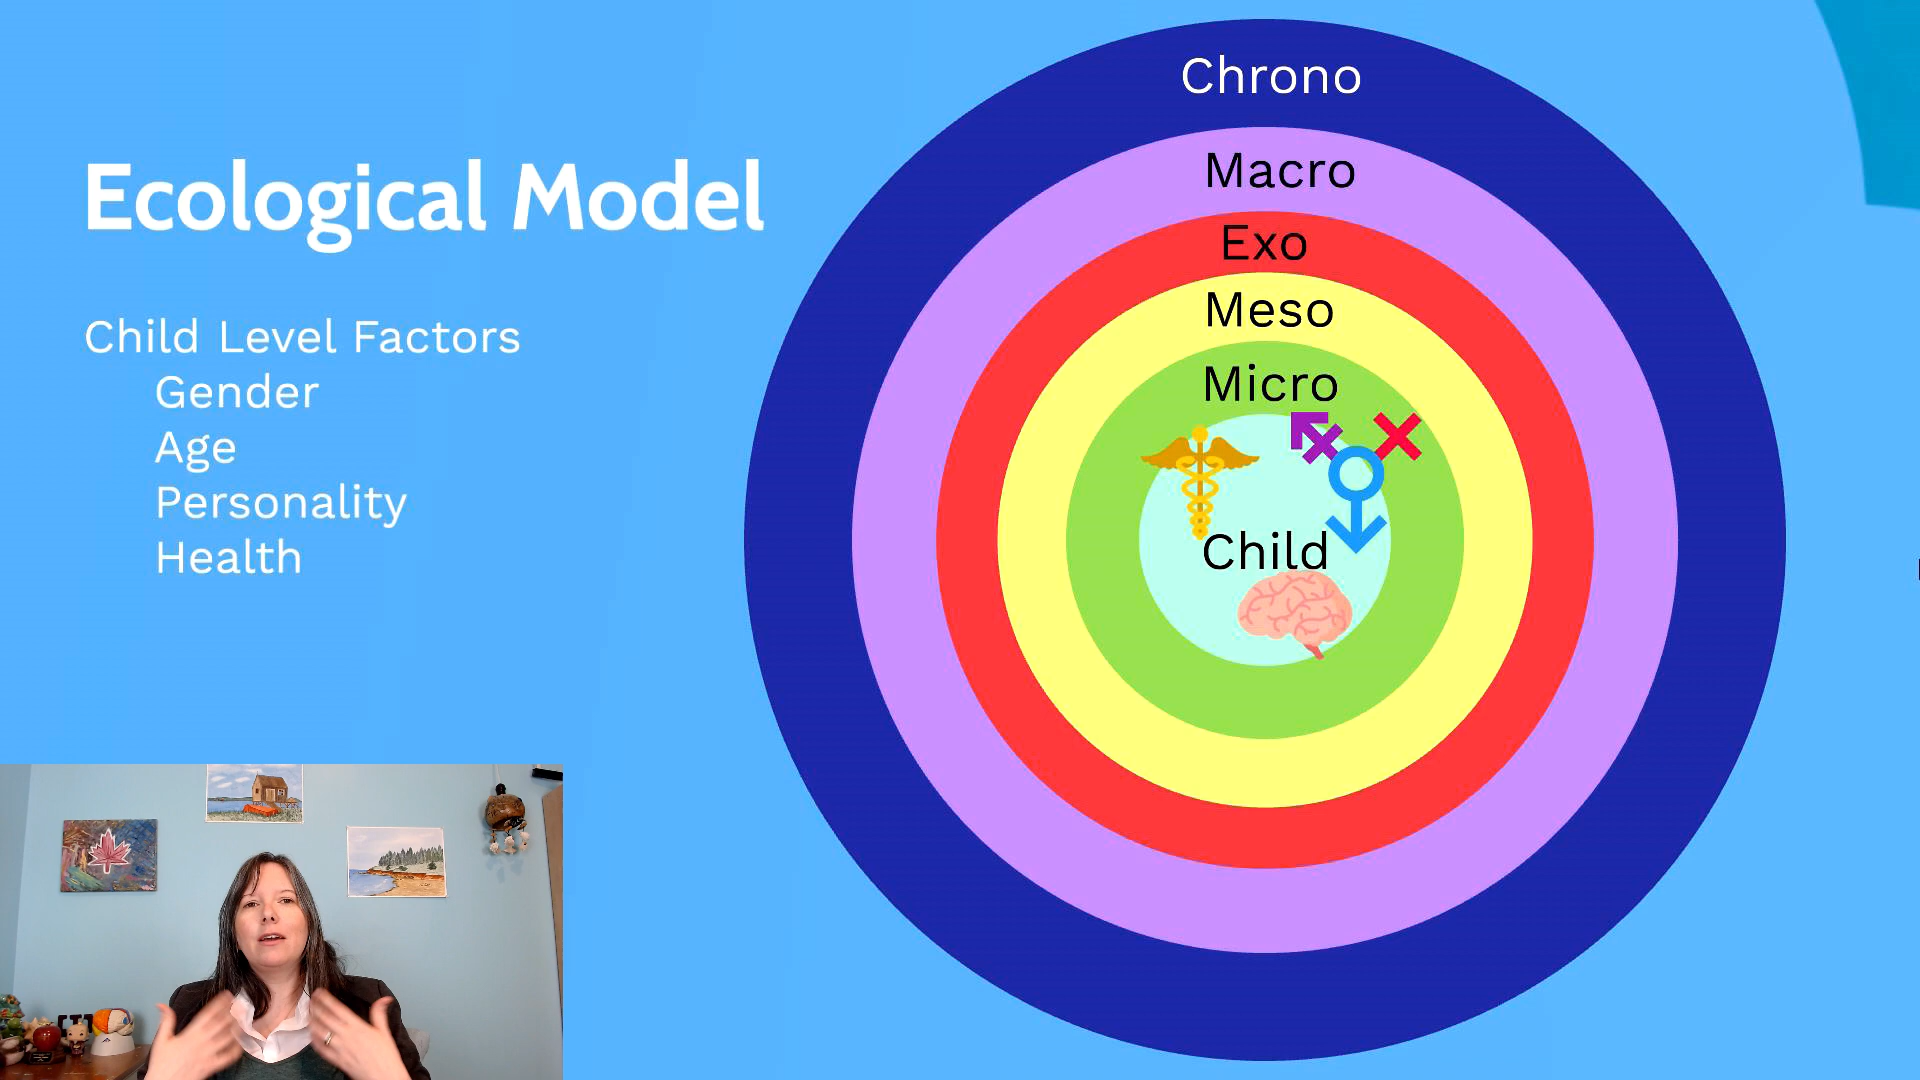 Ecological Model
Child Level Factors
Gender
Age
Personality
Health
Chrono
Macro
Exo
Meso
Micro
Child